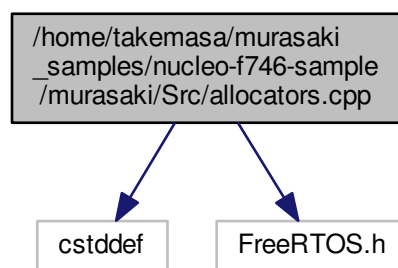 /home/takemasa/murasaki
_samples/nucleo-f746-sample
/murasaki/Src/allocators.cpp
cstddef
FreeRTOS.h